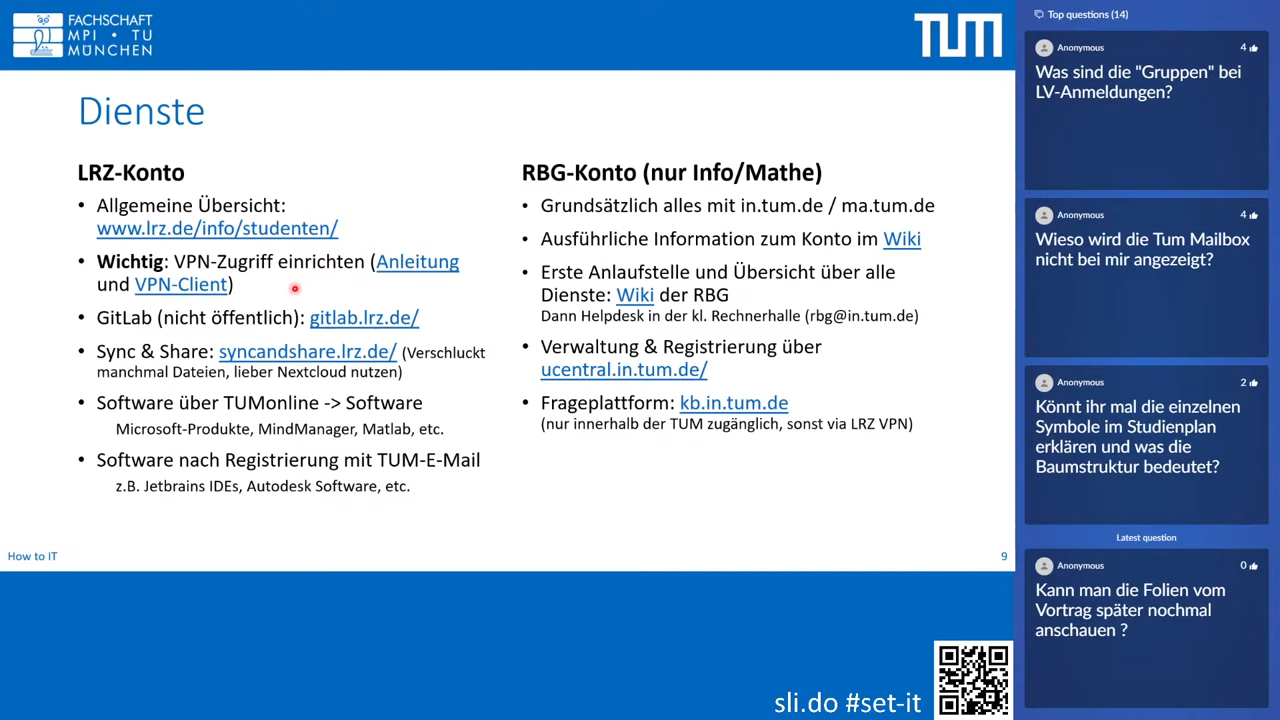 FACHSCHAFT
MPI • TU
MÜNCHEN
TUM
Dienste
LRZ-Konto
• Allgemeine Übersicht:
www.lrz.de/info/studenten/
• Wichtig: VPN-Zugriff einrichten (Anleitung
und VPN-Client)
• GitLab (nicht öffentlich): gitlab.lrz.de/
• Sync & Share: syncandshare.lrz.de/ (Verschluckt
manchmal Dateien, lieber Nextcloud nutzen)
• Software über TUMonline -> Software
Microsoft-Produkte, MindManager, Matlab, etc.
• Software nach Registrierung mit TUM-E-Mail
z.B. Jetbrains IDEs, Autodesk Software, etc.
RBG-Konto (nur Info/Mathe)
• Grundsätzlich alles mit in.tum.de / ma.tum.de
• Ausführliche Information zum Konto im Wiki
• Erste Anlaufstelle und Übersicht über alle
Dienste: Wiki der RBG
Dann Helpdesk in der kl. Rechnerhalle (rbg@in.tum.de)
• Verwaltung & Registrierung über
ucentral.in.tum.de/
• Frageplattform: kb.in.tum.de
(nur innerhalb der TUM zugänglich, sonst via LRZ VPN)
How to IT
9
sli.do #set-it
Top questions (14)
Anonymous 4
Was sind die "Gruppen" bei
LV-Anmeldungen?
Anonymous 4
Wieso wird die Tum Mailbox
nicht bei mir angezeigt?
Anonymous 2
Könnt ihr mal die einzelnen
Symbole im Studienplan
erklären und was die
Baumstruktur bedeutet?
Latest question
Anonymous 0
Kann man die Folien vom
Vortrag später nochmal
anschauen ?